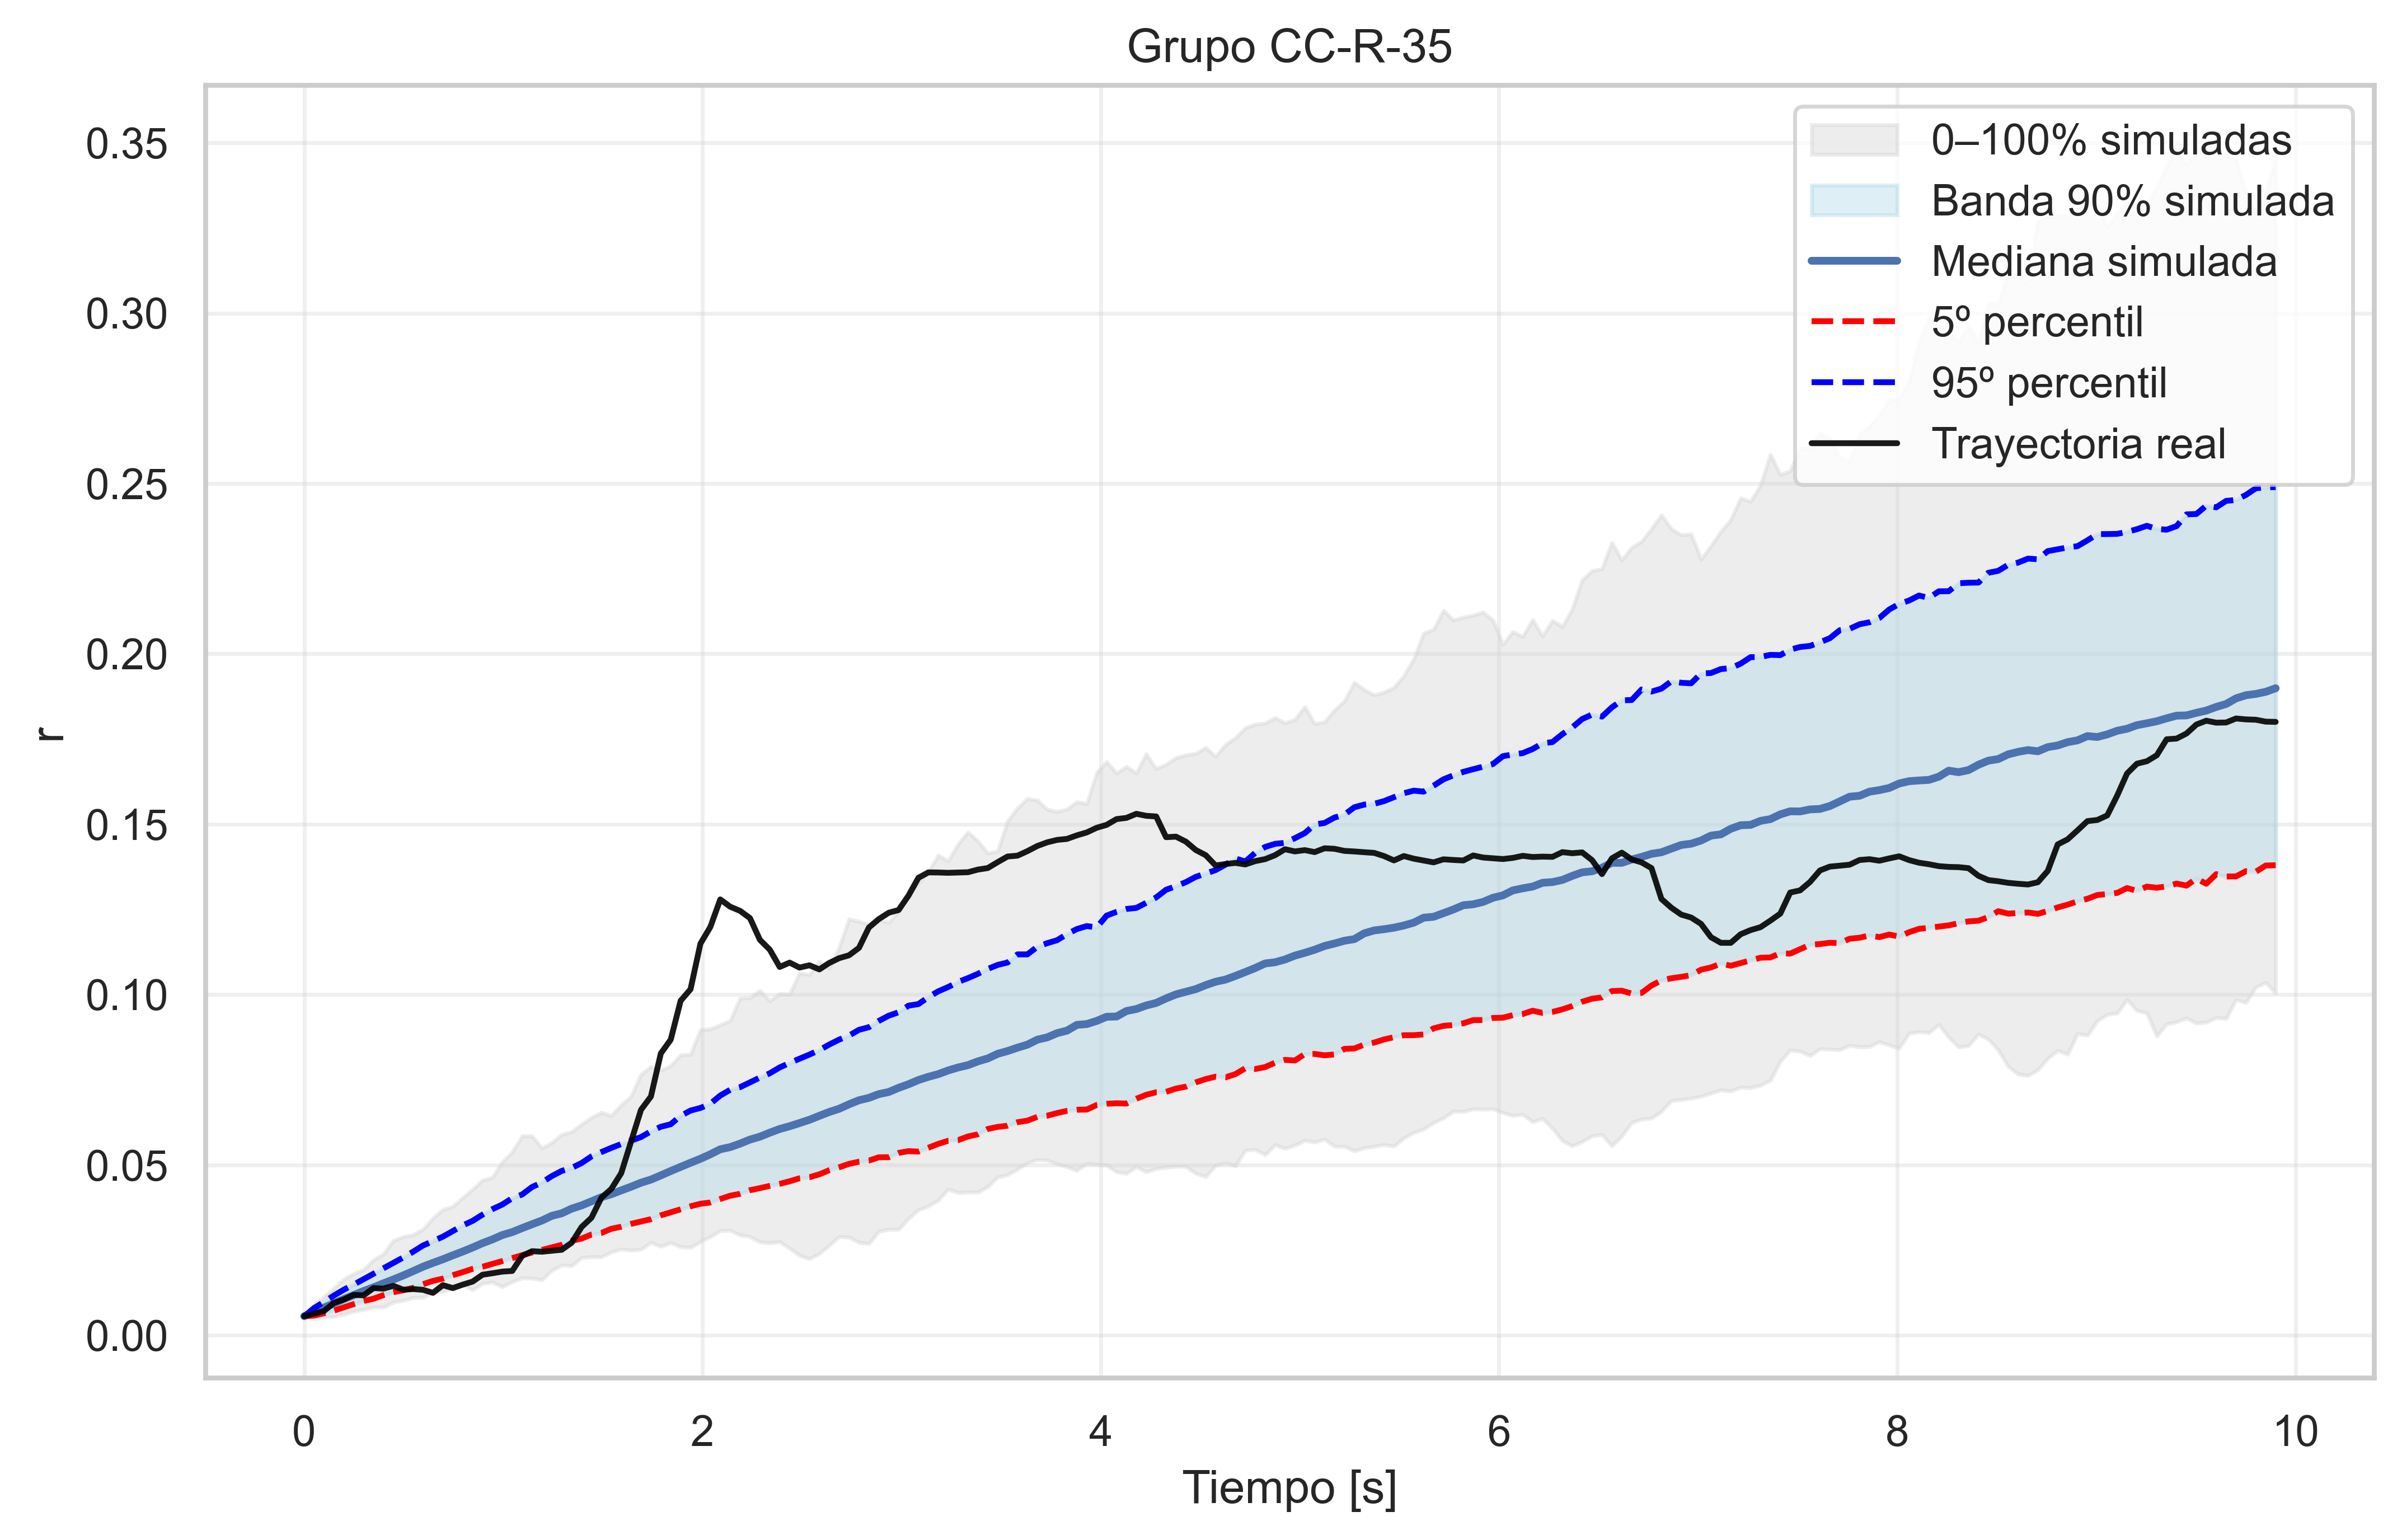 Grupo CC-R-35
0–100% simuladas
Banda 90% simulada
Mediana simulada
5º percentil
95º percentil
Trayectoria real
r
0.35
0.30
0.25
0.20
0.15
0.10
0.05
0.00
0 2 4 6 8 10
Tiempo [s]